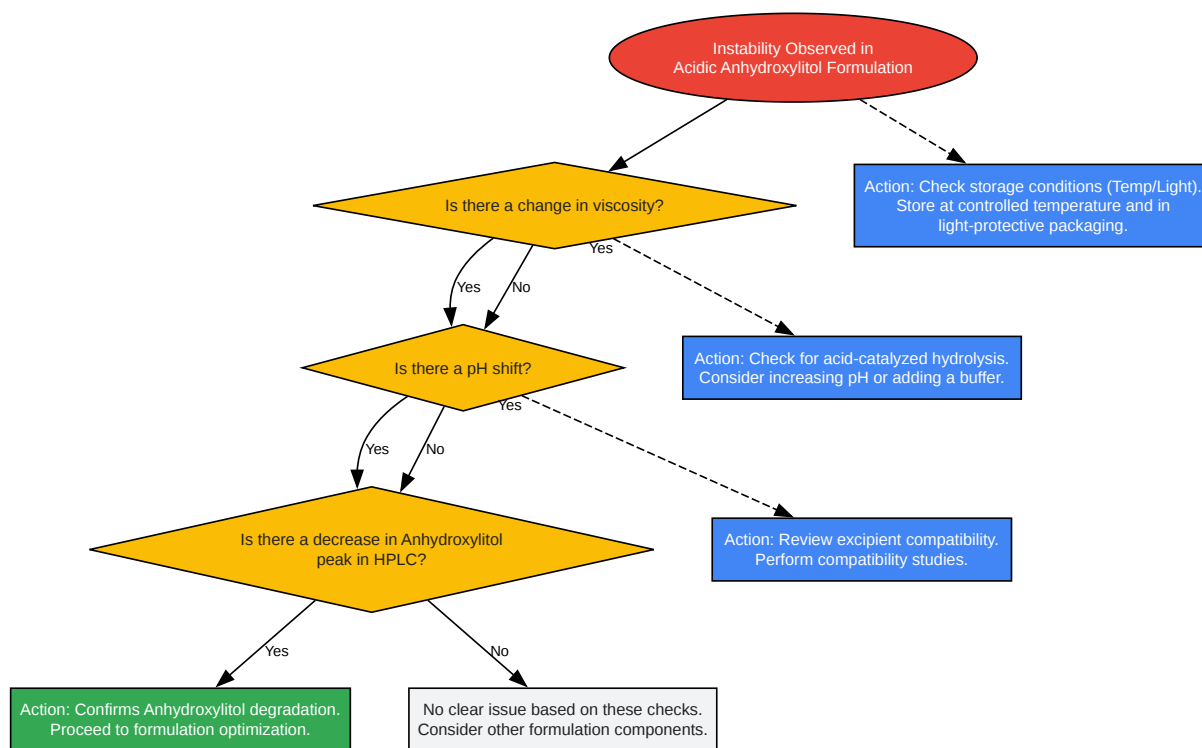 Instability Observed in
Acidic Anhydroxylitol Formulation
Action: Check storage conditions (Temp/Light).
Store at controlled temperature and in
light-protective packaging.
Is there a change in viscosity?
Yes
Yes
No
Action: Check for acid-catalyzed hydrolysis.
Consider increasing pH or adding a buffer.
Is there a pH shift?
Yes
Yes
No
Action: Review excipient compatibility.
Perform compatibility studies.
Is there a decrease in Anhydroxylitol
peak in HPLC?
Yes
No
Action: Confirms Anhydroxylitol degradation.
Proceed to formulation optimization.
No clear issue based on these checks.
Consider other formulation components.